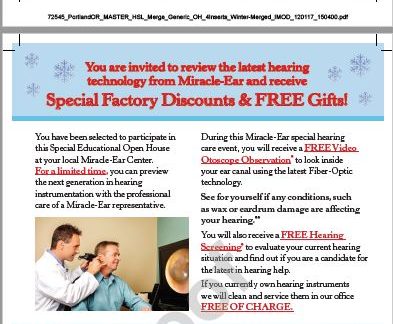 72545_PortlandOR_MASTER_HSL_Merge_Generic_OH_4Inserts_Winter-Merged_IMOD_120117_150400.pdf
You are invited to review the latest hearing
technology from Miracle-Ear and receive
Special Factory Discounts & FREE Gifts!
You have been selected to participate in
this Special Educational Open House
at your local Miracle-Ear Center.
For a limited time, you can preview
the next generation in hearing
instrumentation with the professional
care of a Miracle-Ear representative.
During this Miracle-Ear special hearing
care event, you will receive a FREE Video
Otoscope Observation* to look inside
your ear canal using the latest Fiber-Optic
technology.
See for yourself if any conditions, such
as wax or eardrum damage are affecting
your hearing.**
You will also receive a FREE Hearing
Screening* to evaluate your current hearing
situation and find out if you are a candidate for
the latest in hearing help.
If you currently own hearing instruments
we will clean and service them in our office
FREE OF CHARGE.